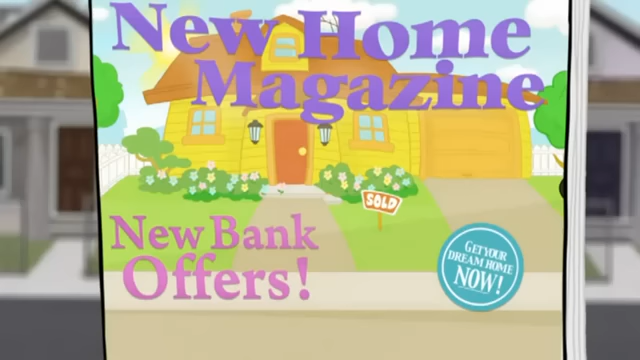 New Home
Magazine
SOLD
New Bank
Offers!
GET YOUR
DREAM HOME
NOW!